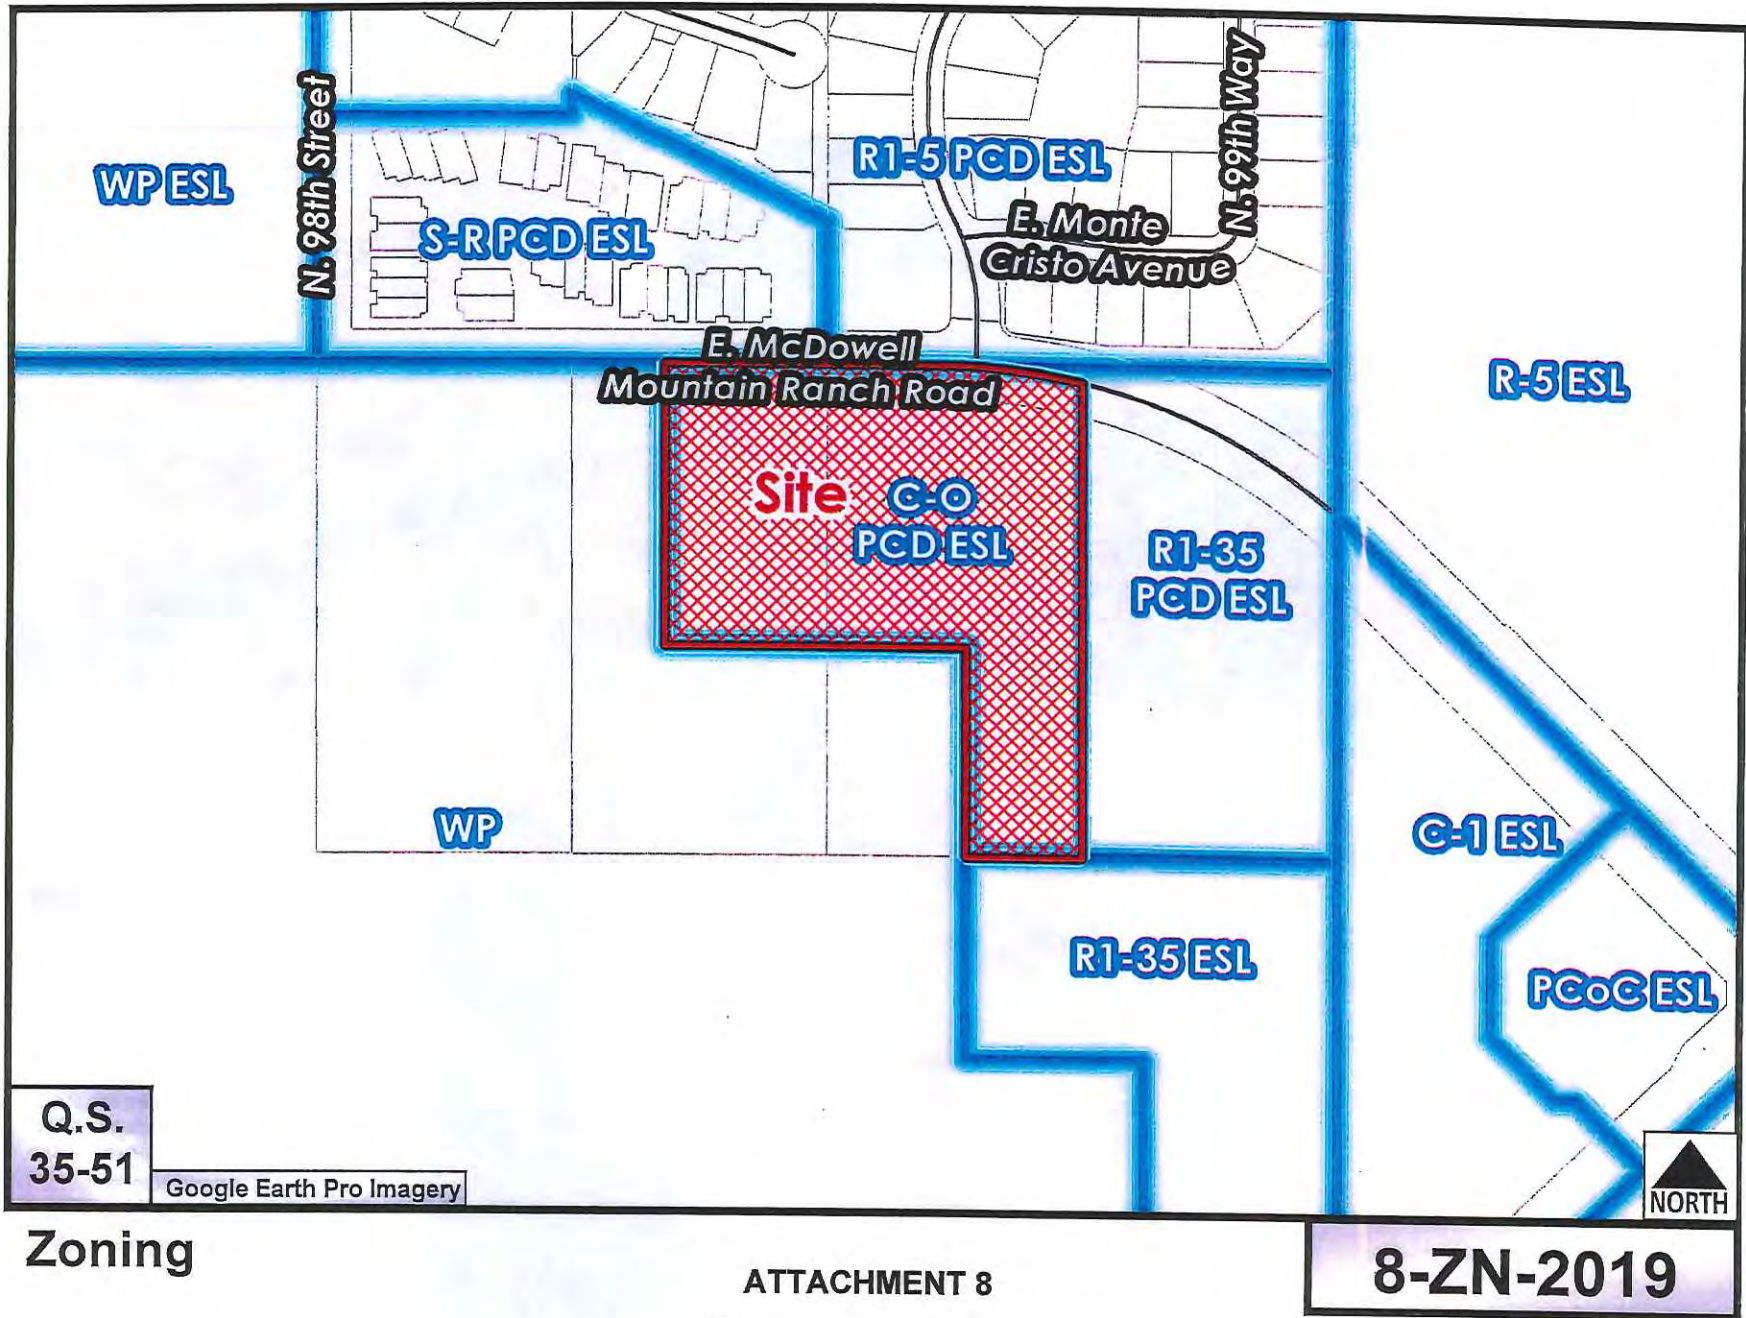 N. 98th Street
WP ESL
S-R PCD ESL
R1-5 PCD ESL
N. 99th Way
E. Monte
Cristo Avenue
E. McDowell
Mountain Ranch Road
R-5 ESL
Site
C-O
PCD ESL
R1-35
PCD ESL
WP
C-1 ESL
R1-35 ESL
PCoC ESL
Q.S.
35-51
Google Earth Pro Imagery
NORTH
Zoning
ATTACHMENT 8
8-ZN-2019